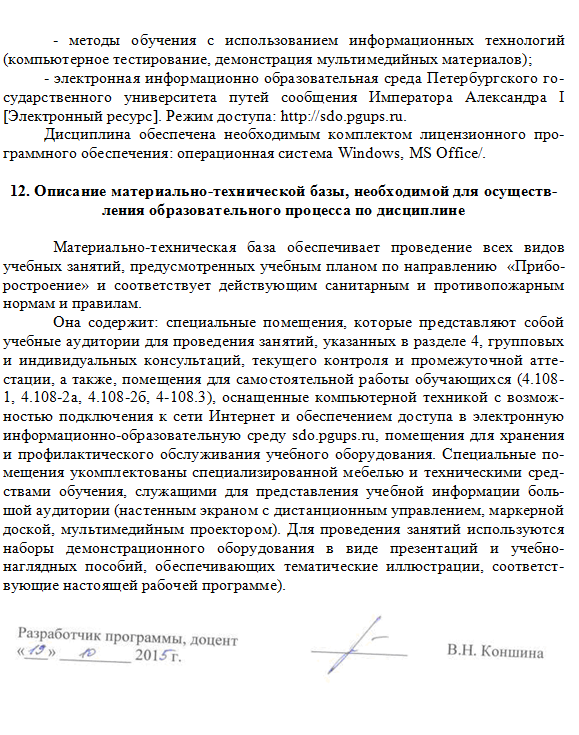 - методы обучения с использованием информационных технологий
(компьютерное тестирование, демонстрация мультимедийных материалов);
- электронная информационно образовательная среда Петербургского го-
сударственного университета путей сообщения Императора Александра I
[Электронный ресурс]. Режим доступа: http://sdo.pgups.ru.
Дисциплина обеспечена необходимым комплектом лицензионного про-
граммного обеспечения: операционная система Windows, MS Office/.
12. Описание материально-технической базы, необходимой для осуществ-
ления образовательного процесса по дисциплине
Материально-техническая база обеспечивает проведение всех видов
учебных занятий, предусмотренных учебным планом по направлению «Прибо-
ростроение» и соответствует действующим санитарным и противопожарным
нормам и правилам.
Она содержит: специальные помещения, которые представляют собой
учебные аудитории для проведения занятий, указанных в разделе 4, групповых
и индивидуальных консультаций, текущего контроля и промежуточной атте-
стации, а также, помещения для самостоятельной работы обучающихся (4.108-
1, 4.108-2а, 4.108-2б, 4-108.3), оснащенные компьютерной техникой с возмож-
ностью подключения к сети Интернет и обеспечением доступа в электронную
информационно-образовательную среду sdo.pgups.ru, помещения для хранения
и профилактического обслуживания учебного оборудования. Специальные по-
мещения укомплектованы специализированной мебелью и техническими сред-
ствами обучения, служащими для представления учебной информации боль-
шой аудитории (настенным экраном с дистанционным управлением, маркерной
доской, мультимедийным проектором). Для проведения занятий используются
наборы демонстрационного оборудования в виде презентаций и учебно-
наглядных пособий, обеспечивающих тематические иллюстрации, соответст-
вующие настоящей рабочей программе).
Разработчик программы, доцент
«19» 10 2015 г.
В.Н. Коншина